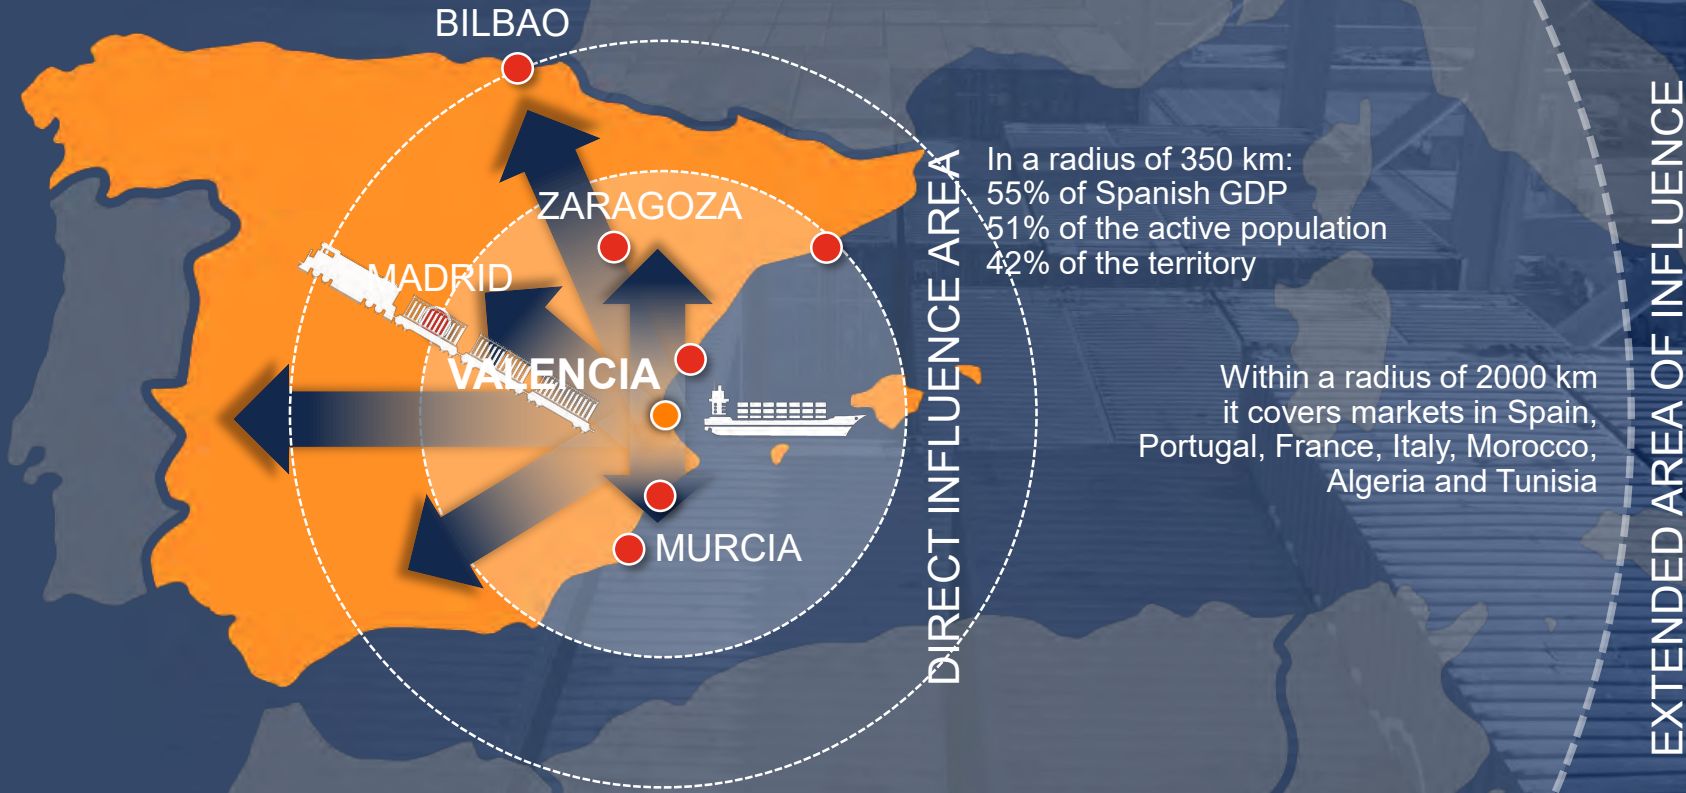 BILBAO
ZARAGOZA
MADRID
VALENCIA
MURCIA
DIRECT INFLUENCE AREA
In a radius of 350 km:
55% of Spanish GDP
51% of the active population
42% of the territory
Within a radius of 2000 km
it covers markets in Spain,
Portugal, France, Italy, Morocco,
Algeria and Tunisia
EXTENDED AREA OF INFLUENCE